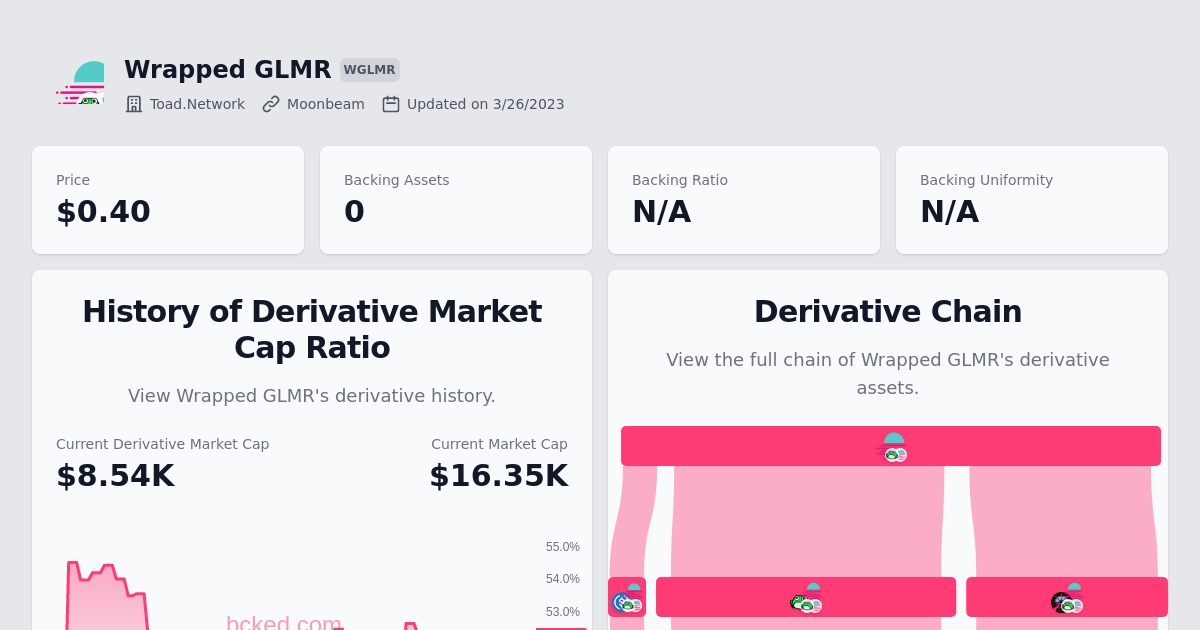 Wrapped GLMR WGLMR
Toad.Network Moonbeam Updated on 3/26/2023
Price
$0.40
Backing Assets
0
Backing Ratio
N/A
Backing Uniformity
N/A
History of Derivative Market
Cap Ratio
View Wrapped GLMR's derivative history.
Current Derivative Market Cap
$8.54K
Current Market Cap
$16.35K
55.0%
54.0%
53.0%
bcked.com
Derivative Chain
View the full chain of Wrapped GLMR's derivative
assets.